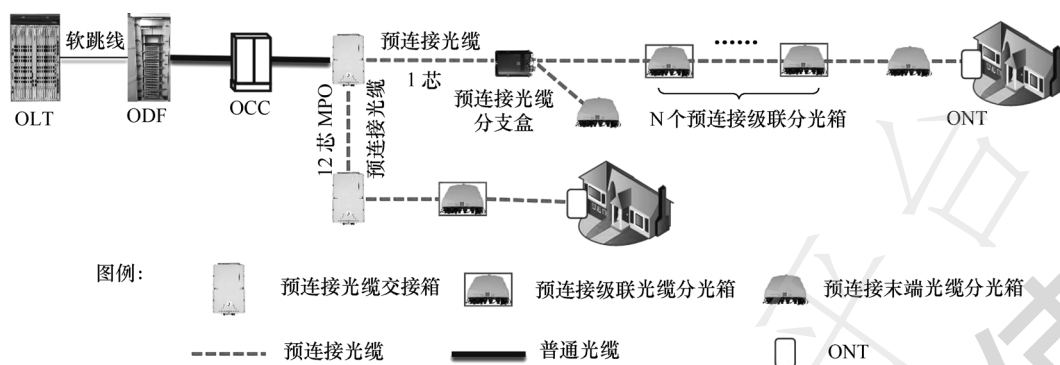 软跳线
OLT
ODF
OCC
预连接光缆
1 芯
预连接光缆
分支盒
N 个预连接级联分光箱
ONT
12 芯 MPO
预连接光缆
图例：
预连接光缆交接箱
预连接级联光缆分光箱
预连接末端光缆分光箱
预连接光缆
普通光缆
ONT